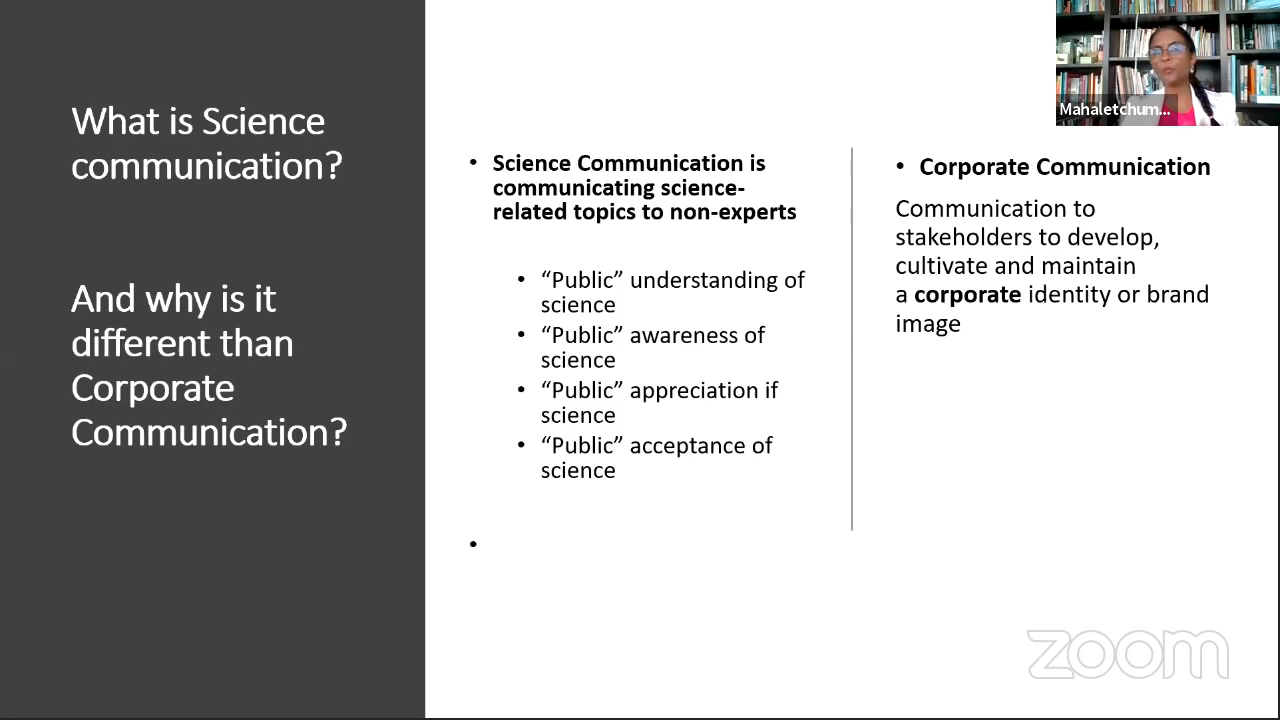 What is Science
communication?
And why is it
different than
Corporate
Communication?
• Science Communication is
communicating science-
related topics to non-experts
• “Public” understanding of
science
• “Public” awareness of
science
• “Public” appreciation if
science
• “Public” acceptance of
science
•
• Corporate Communication
Communication to
stakeholders to develop,
cultivate and maintain
a corporate identity or brand
image
Mahaletchum...
zoom